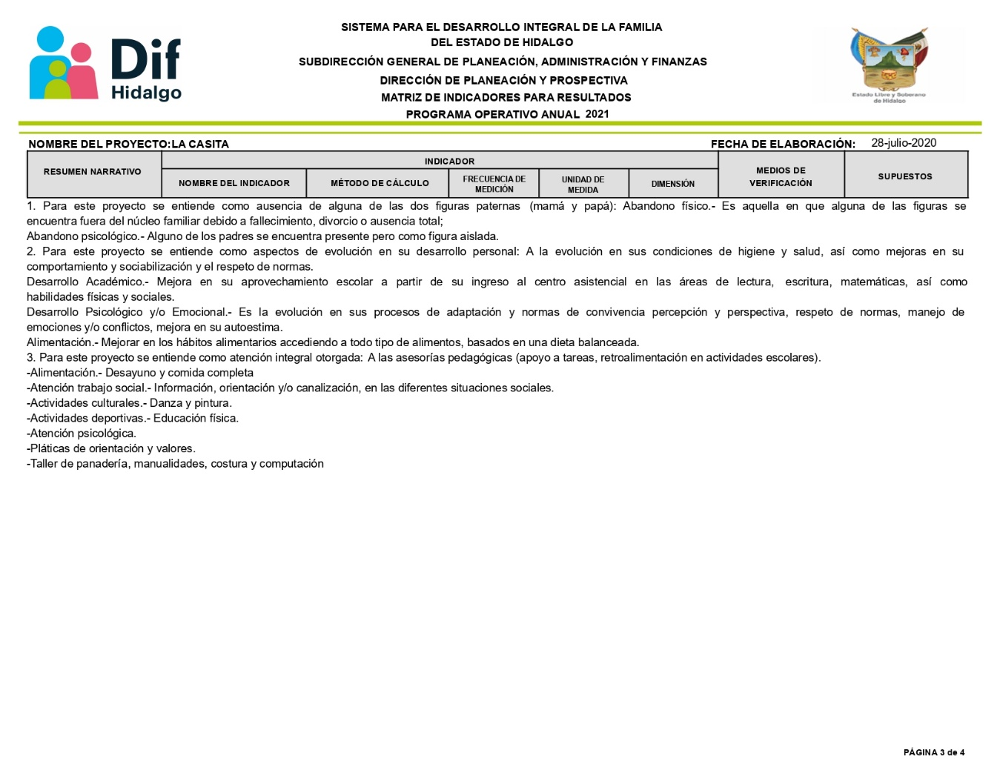 Dif
Hidalgo
SISTEMA PARA EL DESARROLLO INTEGRAL DE LA FAMILIA
DEL ESTADO DE HIDALGO
SUBDIRECCIÓN GENERAL DE PLANEACIÓN, ADMINISTRACIÓN Y FINANZAS
DIRECCIÓN DE PLANEACIÓN Y PROSPECTIVA
MATRIZ DE INDICADORES PARA RESULTADOS
PROGRAMA OPERATIVO ANUAL 2021
Estado Libre y Soberano
de Hidalgo
NOMBRE DEL PROYECTO:LA CASITA
FECHA DE ELABORACIÓN: 28-julio-2020
RESUMEN NARRATIVO
INDICADOR
NOMBRE DEL INDICADOR
MÉTODO DE CÁLCULO
FRECUENCIA DE
MEDICIÓN
UNIDAD DE
MEDIDA
DIMENSIÓN
MEDIOS DE
VERIFICACIÓN
SUPUESTOS
1. Para este proyecto se entiende como ausencia de alguna de las dos figuras paternas (mamá y papá): Abandono físico.- Es aquella en que alguna de las figuras se
encuentra fuera del núcleo familiar debido a fallecimiento, divorcio o ausencia total;
Abandono psicológico.- Alguno de los padres se encuentra presente pero como figura aislada.
2. Para este proyecto se entiende como aspectos de evolución en su desarrollo personal: A la evolución en sus condiciones de higiene y salud, así como mejoras en su
comportamiento y sociabilización y el respeto de normas.
Desarrollo Académico.- Mejora en su aprovechamiento escolar a partir de su ingreso al centro asistencial en las áreas de lectura, escritura, matemáticas, así como
habilidades físicas y sociales.
Desarrollo Psicológico y/o Emocional.- Es la evolución en sus procesos de adaptación y normas de convivencia percepción y perspectiva, respeto de normas, manejo de
emociones y/o conflictos, mejora en su autoestima.
Alimentación.- Mejorar en los hábitos alimentarios accediendo a todo tipo de alimentos, basados en una dieta balanceada.
3. Para este proyecto se entiende como atención integral otorgada: A las asesorías pedagógicas (apoyo a tareas, retroalimentación en actividades escolares).
-Alimentación.- Desayuno y comida completa
-Atención trabajo social.- Información, orientación y/o canalización, en las diferentes situaciones sociales.
-Actividades culturales.- Danza y pintura.
-Actividades deportivas.- Educación física.
-Atención psicológica.
-Pláticas de orientación y valores.
-Taller de panadería, manualidades, costura y computación
PÁGINA 3 de 4